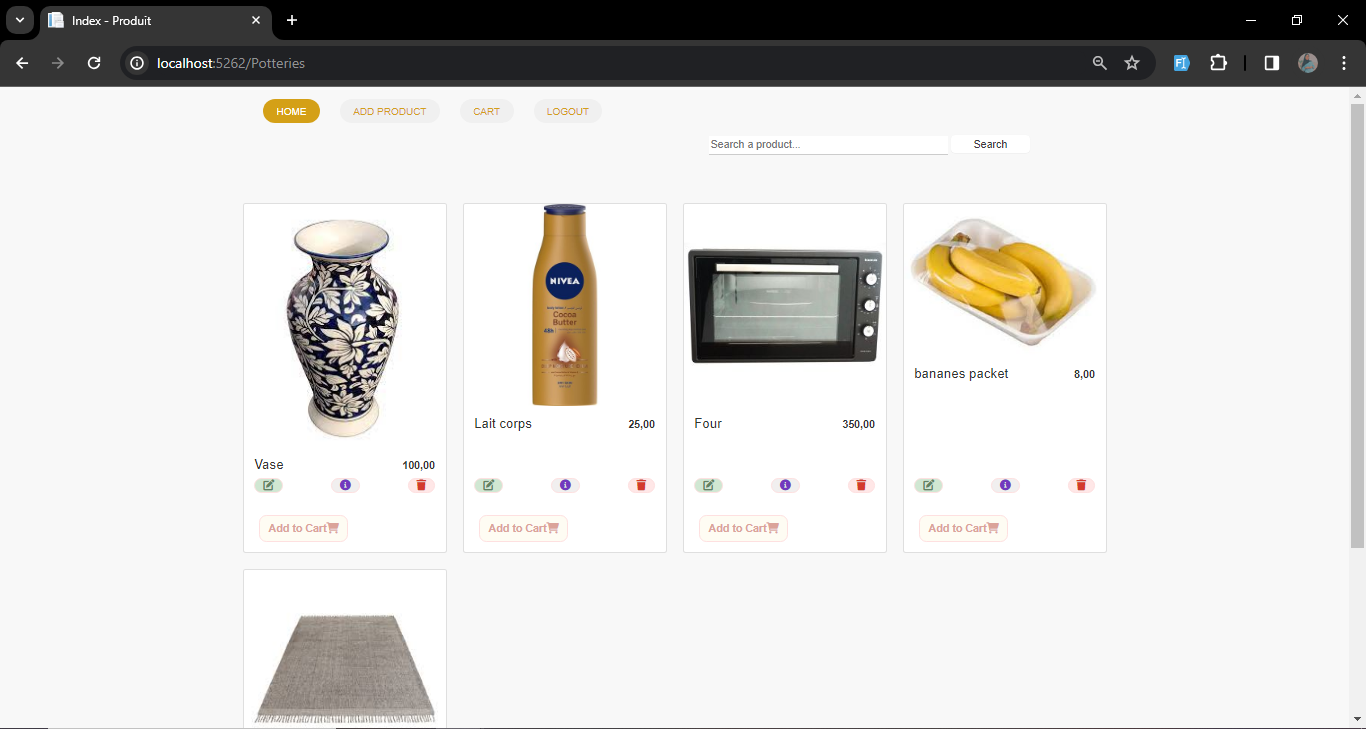 Index - Produit
localhost:5262/Potteries
HOME
ADD PRODUCT
CART
LOGOUT
Search a product...
Search
NIVEA
Cocoa
Butter
48h
Vase 100,00
Lait corps 25,00
Four 350,00
bananes packet 8,00
Add to Cart
Add to Cart
Add to Cart
Add to Cart